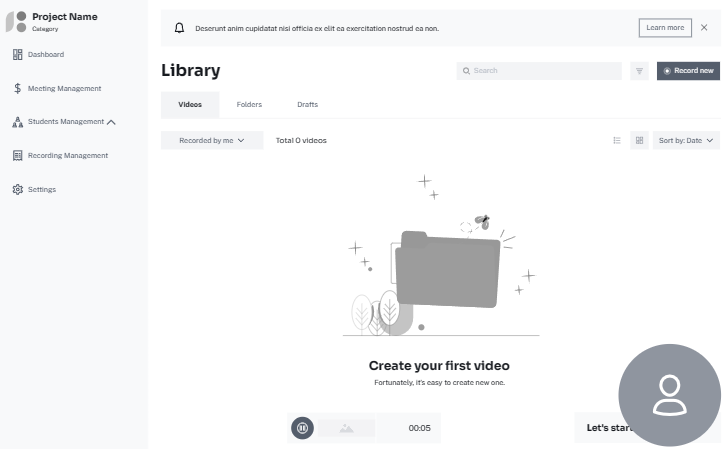 Project Name
Category
Dashboard
Meeting Management
Students Management
Recording Management
Settings
Deserunt anim cupidatat nisi officia ex elit ea exercitation nostrud ea non.
Learn more
Library
Search
Record new
Videos
Folders
Drafts
Recorded by me
Total 0 videos
Sort by: Date
Create your first video
Fortunately, it's easy to create new one.
00:05
Let's start